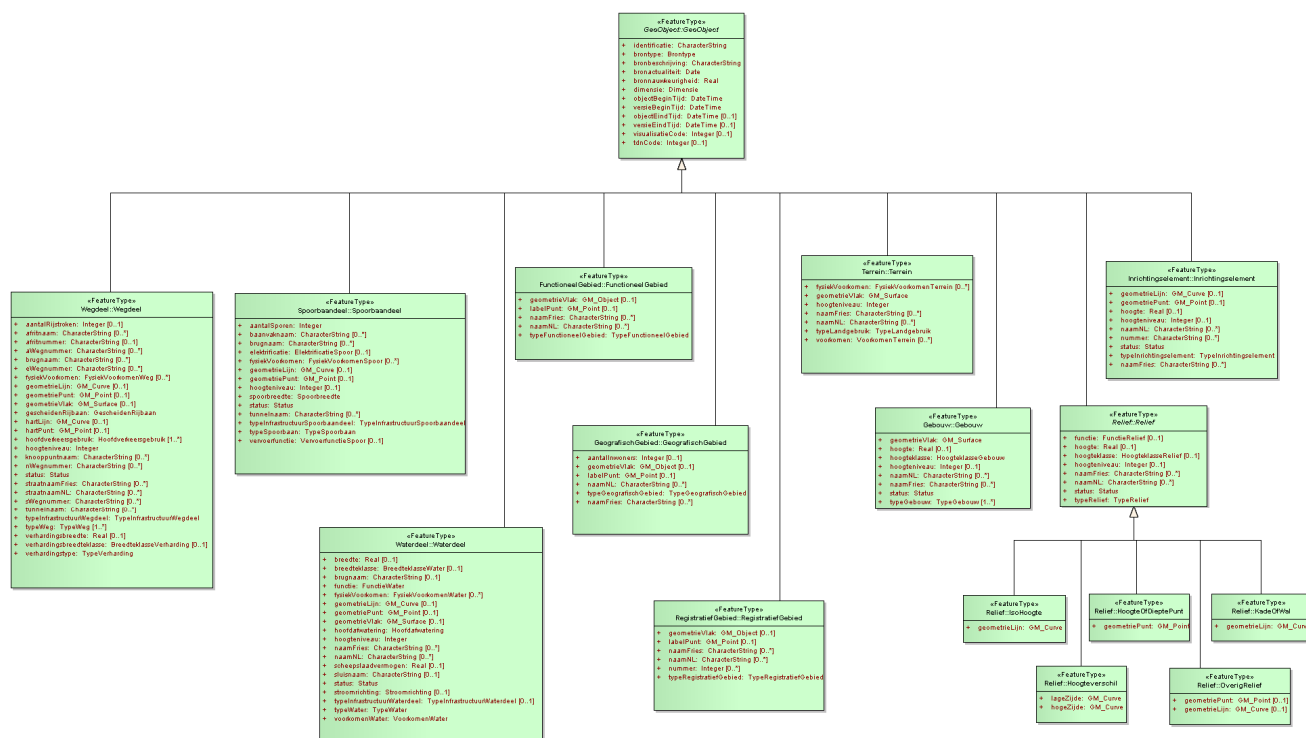 «FeatureType»
GeoObject::GeoObject
+ identificatie: CharacterString
+ brontype: Brontype
+ bronbeschrijving: CharacterString
+ bronactualiteit: Date
+ bronnauwkeurigheid: Real
+ dimensie: Dimensie
+ objectBeginTijd: DateTime
+ versieBeginTijd: DateTime
+ objectEindTijd: DateTime [0..1]
+ versieEindTijd: DateTime [0..1]
+ visualisatieCode: Integer [0..1]
+ tdnCode: Integer [0..1]
«FeatureType»
Wegdeel::Wegdeel
+ aantalRijstroken: Integer [0..1]
+ afritnaam: CharacterString [0..*]
+ afritnummer: CharacterString [0..1]
+ aWegnummer: CharacterString [0..*]
+ brugnaam: CharacterString [0..*]
+ eWegnummer: CharacterString [0..*]
+ fysiekVoorkomen: FysiekVoorkomenWeg [0..*]
+ geometrieLijn: GM_Curve [0..1]
+ geometriePunt: GM_Point [0..1]
+ geometrieVlak: GM_Surface [0..1]
+ gescheidenRijbaan: GescheidenRijbaan
+ hartLijn: GM_Curve [0..1]
+ hartPunt: GM_Point [0..1]
+ hoofdverkeersgebruik: Hoofdverkeersgebruik [1..*]
+ hoogteniveau: Integer
+ knooppuntnaam: CharacterString [0..*]
+ nWegnummer: CharacterString [0..*]
+ status: Status
+ straatnaamFries: CharacterString [0..*]
+ straatnaamNL: CharacterString [0..*]
+ sWegnummer: CharacterString [0..*]
+ tunnelnaam: CharacterString [0..*]
+ typeInfrastructuurWegdeel: TypeInfrastructuurWegdeel
+ typeWeg: TypeWeg [1..*]
+ verhardingsbreedte: Real [0..1]
+ verhardingsbreedteklasse: BreedteklasseVerharding [0..1]
+ verhardingstype: TypeVerharding
«FeatureType»
Spoorbaandeel::Spoorbaandeel
+ aantalSporen: Integer
+ baanvaknaam: CharacterString [0..*]
+ brugnaam: CharacterString [0..*]
+ elektrificatie: ElektrificatieSpoor [0..1]
+ fysiekVoorkomen: FysiekVoorkomenSpoor [0..*]
+ geometrieLijn: GM_Curve [0..1]
+ geometriePunt: GM_Point [0..1]
+ hoogteniveau: Integer [0..1]
+ spoorbreedte: Spoorbreedte
+ status: Status
+ tunnelnaam: CharacterString [0..*]
+ typeInfrastructuurSpoorbaandeel: TypeInfrastructuurSpoorbaandeel
+ typeSpoorbaan: TypeSpoorbaan
+ vervoerfunctie: VervoerfunctieSpoor [0..1]
«FeatureType»
Waterdeel::Waterdeel
+ breedte: Real [0..1]
+ breedteklasse: BreedteklasseWater [0..1]
+ brugnaam: CharacterString [0..*]
+ functie: FunctieWater
+ fysiekVoorkomen: FysiekVoorkomenWater [0..*]
+ geometrieLijn: GM_Curve [0..1]
+ geometriePunt: GM_Point [0..1]
+ geometrieVlak: GM_Surface [0..1]
+ hoofdafwatering: Hoofdafwatering
+ hoogteniveau: Integer
+ naamFries: CharacterString [0..*]
+ naamNL: CharacterString [0..*]
+ scheepslaadvermogen: Real [0..1]
+ sluisnaam: CharacterString [0..*]
+ status: Status
+ stroomrichting: Stroomrichting [0..1]
+ typeInfrastructuurWaterdeel: TypeInfrastructuurWaterdeel [0..1]
+ typeWater: TypeWater
+ voorkomenWater: VoorkomenWater
«FeatureType»
FunctioneelGebied::FunctioneelGebied
+ geometrieVlak: GM_Object [0..1]
+ labelPunt: GM_Point [0..1]
+ naamFries: CharacterString [0..*]
+ naamNL: CharacterString [0..*]
+ typeFunctioneelGebied: TypeFunctioneelGebied
«FeatureType»
GeografischGebied::GeografischGebied
+ aantalInwoners: Integer [0..1]
+ geometrieVlak: GM_Object [0..1]
+ labelPunt: GM_Point [0..1]
+ naamNL: CharacterString [0..*]
+ typeGeografischGebied: TypeGeografischGebied
+ naamFries: CharacterString [0..*]
«FeatureType»
RegistratiefGebied::RegistratiefGebied
+ geometrieVlak: GM_Object [0..1]
+ labelPunt: GM_Point [0..1]
+ naamFries: CharacterString [0..*]
+ naamNL: CharacterString [0..*]
+ nummer: Integer [0..*]
+ typeRegistratiefGebied: TypeRegistratiefGebied
«FeatureType»
Terrein::Terrein
+ fysiekVoorkomen: FysiekVoorkomenTerrein [0..*]
+ geometrieVlak: GM_Surface
+ hoogteniveau: Integer
+ naamFries: CharacterString [0..*]
+ naamNL: CharacterString [0..*]
+ typeLandgebruik: TypeLandgebruik
+ voorkomen: VoorkomenTerrein [0..*]
«FeatureType»
Gebouw::Gebouw
+ geometrieVlak: GM_Surface
+ hoogte: Real [0..1]
+ hoogteklasse: HoogteklasseGebouw
+ hoogteniveau: Integer [0..1]
+ naamNL: CharacterString [0..*]
+ naamFries: CharacterString [0..*]
+ status: Status
+ typeGebouw: TypeGebouw [1..*]
«FeatureType»
Inrichtingselement::Inrichtingselement
+ geometrieLijn: GM_Curve [0..1]
+ geometriePunt: GM_Point [0..1]
+ hoogte: Real [0..1]
+ hoogteniveau: Integer [0..1]
+ naamNL: CharacterString [0..*]
+ nummer: CharacterString [0..*]
+ status: Status
+ typeInrichtingselement: TypeInrichtingselement
+ naamFries: CharacterString [0..*]
«FeatureType»
Relief::Relief
+ functie: FunctieRelief [0..1]
+ hoogte: Real [0..1]
+ hoogteklasse: HoogteklasseRelief [0..1]
+ hoogteniveau: Integer [0..1]
+ naamFries: CharacterString [0..*]
+ naamNL: CharacterString [0..*]
+ status: Status
+ typeRelief: TypeRelief
«FeatureType»
Relief::IsoHoogte
+ geometrieLijn: GM_Curve
«FeatureType»
Relief::HoogteOfDieptePunt
+ geometriePunt: GM_Point
«FeatureType»
Relief::KadeOfWal
+ geometrieLijn: GM_Curve
«FeatureType»
Relief::Hoogteverschil
+ lageZijde: GM_Curve
+ hogeZijde: GM_Curve
«FeatureType»
Relief::OverigRelief
+ geometriePunt: GM_Point [0..1]
+ geometrieLijn: GM_Curve [0..1]